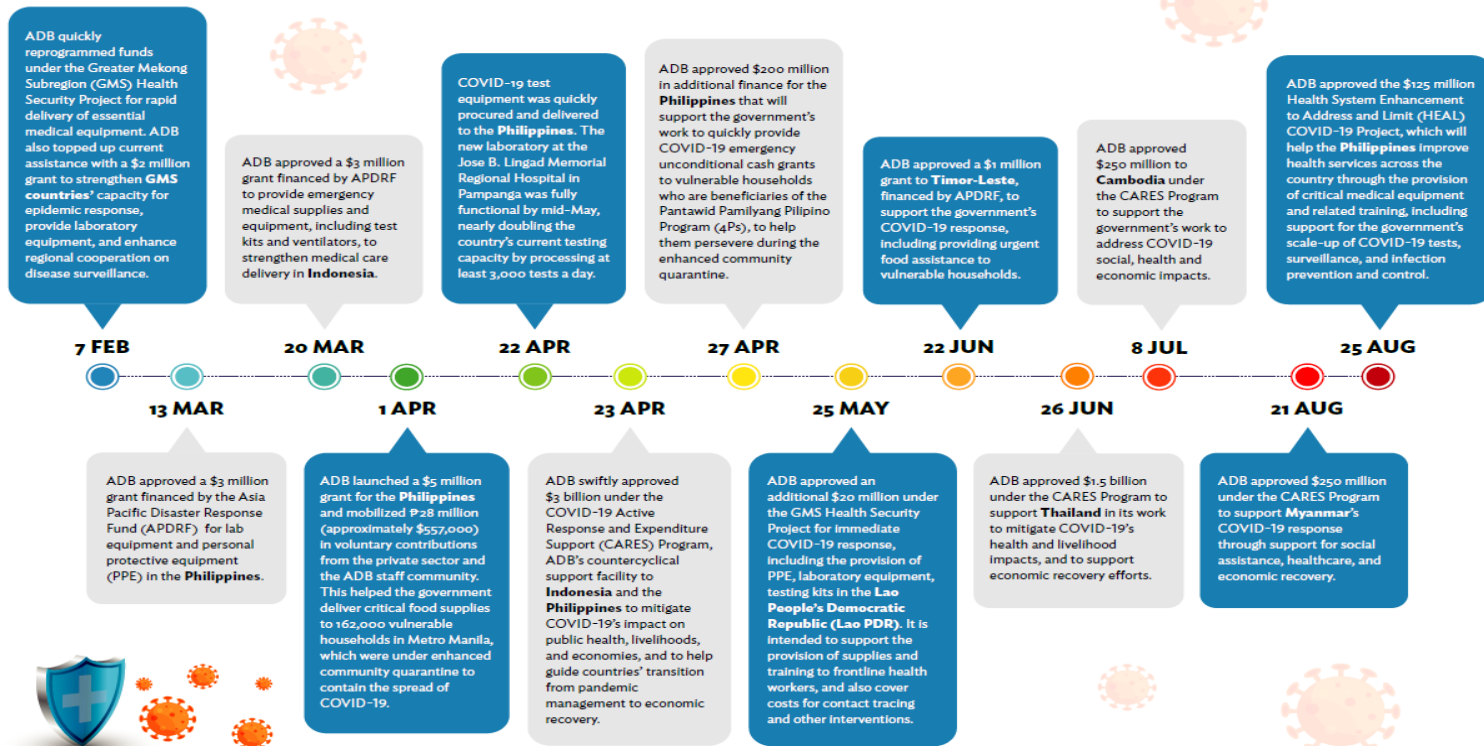 ADB quickly
reprogrammed funds
under the Greater Mekong
Subregion (GMS) Health
Security Project for rapid
delivery of essential
medical equipment. ADB
also topped up current
assistance with a $2 million
grant to strengthen GMS
countries' capacity for
epidemic response,
provide laboratory
equipment, and enhance
regional cooperation on
disease surveillance.
7 FEB
13 MAR
ADB approved a $3 million
grant financed by the Asia
Pacific Disaster Response
Fund (APDRF) for lab
equipment and personal
protective equipment
(PPE) in the Philippines.
ADB approved a $3 million
grant financed by APDRF
to provide emergency
medical supplies and
equipment, including test
kits and ventilators, to
strengthen medical care
delivery in Indonesia.
20 MAR
1 APR
ADB launched a $5 million
grant for the Philippines
and mobilized ₱28 million
(approximately $557,000)
in voluntary contributions
from the private sector and
the ADB staff community.
This helped the government
deliver critical food supplies
to 162,000 vulnerable
households in Metro Manila,
which were under enhanced
community quarantine to
contain the spread of
COVID-19.
COVID-19 test
equipment was quickly
procured and delivered
to the Philippines. The
new laboratory at the
Jose B. Lingad Memorial
Regional Hospital in
Pampanga was fully
functional by mid-May,
nearly doubling the
country's current testing
capacity by processing at
least 3,000 tests a day.
22 APR
23 APR
ADB swiftly approved
$3 billion under the
COVID-19 Active
Response and Expenditure
Support (CARES) Program,
ADB's countercyclical
support facility to
Indonesia and the
Philippines to mitigate
COVID-19's impact on
public health, livelihoods,
and economies, and to help
guide countries' transition
from pandemic
management to economic
recovery.
ADB approved $200 million
in additional finance for the
Philippines that will
support the government's
work to quickly provide
COVID-19 emergency
unconditional cash grants
to vulnerable households
who are beneficiaries of the
Pantawid Pamilyang Pilipino
Program (4Ps), to help
them persevere during the
enhanced community
quarantine.
27 APR
25 MAY
ADB approved an
additional $20 million under
the GMS Health Security
Project for immediate
COVID-19 response,
including the provision of
PPE, laboratory equipment,
testing kits in the Lao
People's Democratic
Republic (Lao PDR). It is
intended to support the
provision of supplies and
training to frontline health
workers, and also cover
costs for contact tracing
and other interventions.
ADB approved a $1 million
grant to Timor-Leste,
financed by APDRF, to
support the government's
COVID-19 response,
including providing urgent
food assistance to
vulnerable households.
22 JUN
26 JUN
ADB approved $1.5 billion
under the CARES Program to
support Thailand in its work
to mitigate COVID-19's
health and livelihood
impacts, and to support
economic recovery efforts.
ADB approved
$250 million to
Cambodia under
the CARES Program
to support the
government's work to
address COVID-19
social, health and
economic impacts.
8 JUL
21 AUG
ADB approved $250 million
under the CARES Program
to support Myanmar's
COVID-19 response
through support for social
assistance, healthcare, and
economic recovery.
ADB approved the $125 million
Health System Enhancement
to Address and Limit (HEAL)
COVID-19 Project, which will
help the Philippines improve
health services across the
country through the provision
of critical medical equipment
and related training, including
support for the government's
scale-up of COVID-19 tests,
surveillance, and infection
prevention and control.
25 AUG